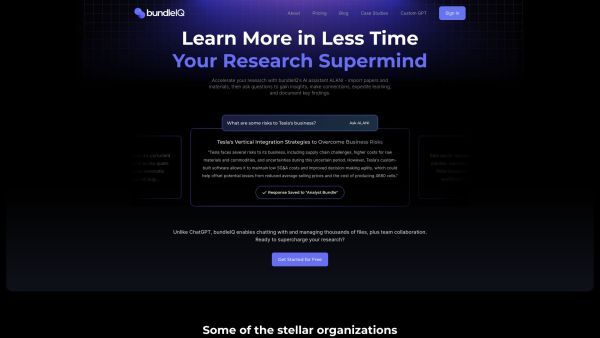 bundleIQ
About Pricing Blog Case Studies Custom GPT Sign In
Learn More in Less Time
Your Research Supermind
Accelerate your research with bundleIQ's AI assistant ALANI - import papers and
materials, then ask questions to gain insights, make connections, expedite learning,
and document key findings.
What are some risks to Tesla's business? Ask ALANI
Tesla's Vertical Integration Strategies to Overcome Business Risks
"Tesla faces several risks to its business, including supply chain challenges, higher costs for raw
materials and commodities, and uncertainties during this uncertain period. However, Tesla's custom-
built software allows it to maintain low SG&A costs and improved decision-making agility, which could
help offset potential losses from reduced average selling prices and the cost of producing 4680 cells."
Response Saved to "Analyst Bundle"
Unlike ChatGPT, bundleIQ enables chatting with and managing thousands of files, plus team collaboration.
Ready to supercharge your research?
Get Started for Free
Some of the stellar organizations